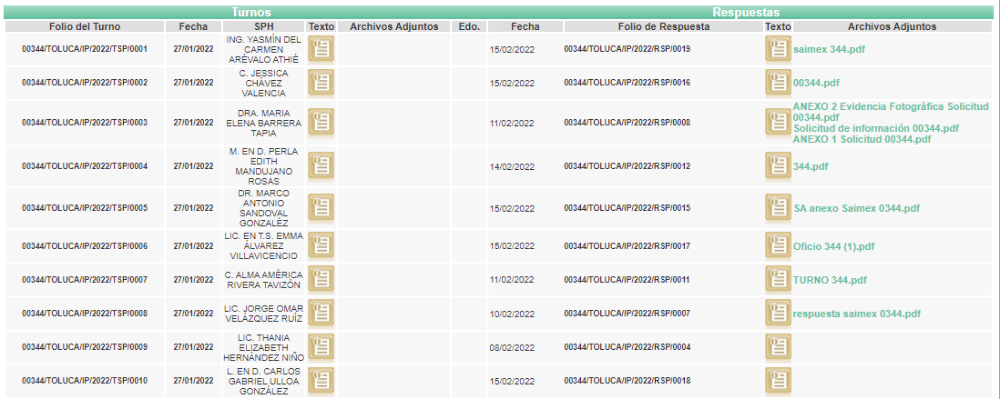 Turnos Respuestas
Folio del Turno Fecha SPH Texto Archivos Adjuntos Edo. Fecha Folio de Respuesta Texto Archivos Adjuntos
00344/TOLUCA/IP/2022/TSP/0001 27/01/2022 ING. YASMÍN DEL
CARMEN
ARÉVALO ATHIÉ 15/02/2022 00344/TOLUCA/IP/2022/RSP/0019 saimex 344.pdf
00344/TOLUCA/IP/2022/TSP/0002 27/01/2022 C. JESSICA
CHÁVEZ
VALENCIA 15/02/2022 00344/TOLUCA/IP/2022/RSP/0016 00344.pdf
00344/TOLUCA/IP/2022/TSP/0003 27/01/2022 DRA. MARIA
ELENA BARRERA
TAPIA 11/02/2022 00344/TOLUCA/IP/2022/RSP/0008 ANEXO 2 Evidencia Fotográfica Solicitud
00344.pdf
Solicitud de información 00344.pdf
ANEXO 1 Solicitud 00344.pdf
00344/TOLUCA/IP/2022/TSP/0004 27/01/2022 M. EN D. PERLA
EDITH
MANDUJANO
ROSAS 14/02/2022 00344/TOLUCA/IP/2022/RSP/0012 344.pdf
00344/TOLUCA/IP/2022/TSP/0005 27/01/2022 DR. MARCO
ANTONIO
SANDOVAL
GONZALÉZ 15/02/2022 00344/TOLUCA/IP/2022/RSP/0015 SA anexo Saimex 0344.pdf
00344/TOLUCA/IP/2022/TSP/0006 27/01/2022 LIC. EN T.S. EMMA
ÁLVAREZ
VILLAVICENCIO 15/02/2022 00344/TOLUCA/IP/2022/RSP/0017 Oficio 344 (1).pdf
00344/TOLUCA/IP/2022/TSP/0007 27/01/2022 C. ALMA AMÉRICA
RIVERA TAVIZÓN 11/02/2022 00344/TOLUCA/IP/2022/RSP/0011 TURNO 344.pdf
00344/TOLUCA/IP/2022/TSP/0008 27/01/2022 LIC. JORGE OMAR
VELÁZQUEZ RUÍZ 10/02/2022 00344/TOLUCA/IP/2022/RSP/0007 respuesta saimex 0344.pdf
00344/TOLUCA/IP/2022/TSP/0009 27/01/2022 LIC. THANIA
ELIZABETH
HERNÁNDEZ NIÑO 08/02/2022 00344/TOLUCA/IP/2022/RSP/0004
00344/TOLUCA/IP/2022/TSP/0010 27/01/2022 L. EN D. CARLOS
GABRIEL ULLOA
GONZÁLEZ 15/02/2022 00344/TOLUCA/IP/2022/RSP/0018